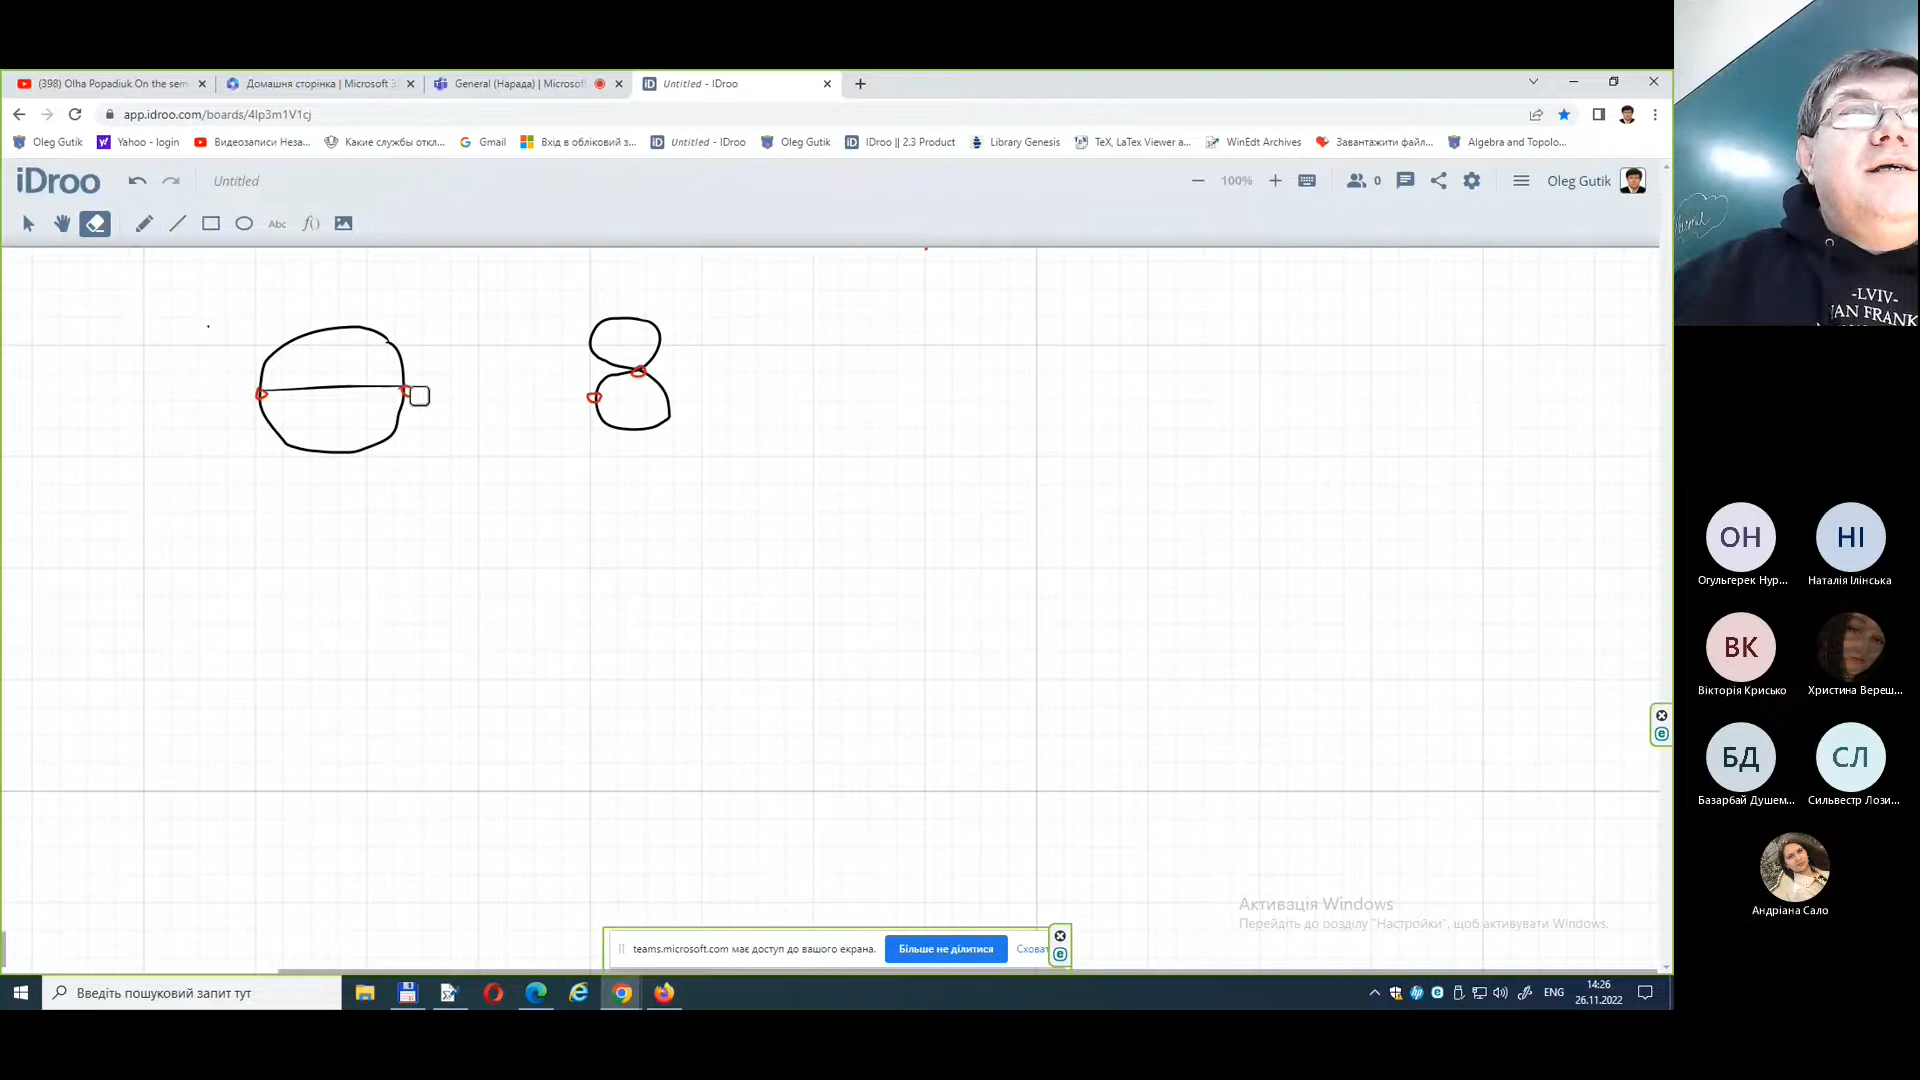 (398) Olha Popadiuk On the sem
Домашня сторінка | Microsoft 3
General (Нарада) | Microsof
Untitled - IDroo
app.idroo.com/boards/4lp3m1V1cj
Oleg Gutik
Yahoo - login
Видеозаписи Неза...
Какие службы откл...
Gmail
Вхід в обліковий з...
Untitled - IDroo
Oleg Gutik
IDroo || 2.3 Product
Library Genesis
TeX, LaTex Viewer a...
WinEdt Archives
Завантажити файл...
Algebra and Topolo...
iDroo
Untitled
100%
0
Oleg Gutik
Abc
f()
-LVIV-
IAN FRANK
ОН
Огульгерек Нур...
НІ
Наталія Ілінська
ВК
Вікторія Крисько
Христина Вереш...
БД
Базарбай Душем...
СЛ
Сильвестр Лози...
Андріана Сало
Активація Windows
Перейдіть до розділу "Настройки", щоб активувати Windows.
teams.microsoft.com має доступ до вашого екрана.
Більше не ділитися
Сховат
Введіть пошуковий запит тут
ENG
14:26
26.11.2022